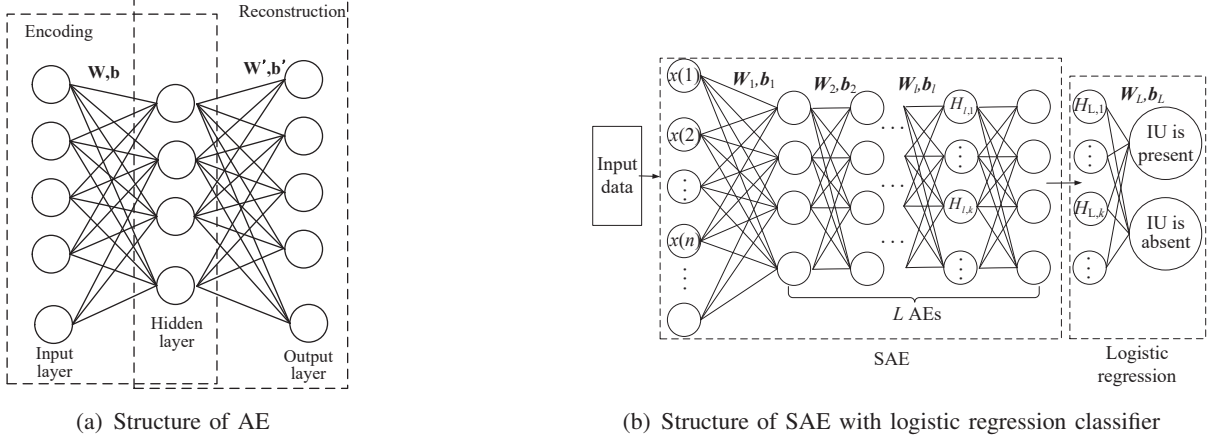 Reconstruction
Encoding
W,b
W',b'
Input
layer
Hidden
layer
Output
layer
(a) Structure of AE
Input
data
x(1)
x(2)
⋮
x(n)
⋮
W1,b1
W2,b2
Wl,bl
· · ·
· · ·
· · ·
· · ·
Hl,1
⋮
Hl,k
⋮
L AEs
SAE
HL,1
⋮
HL,k
⋮
WL,bL
IU is
present
IU is
absent
Logistic
regression
(b) Structure of SAE with logistic regression classifier